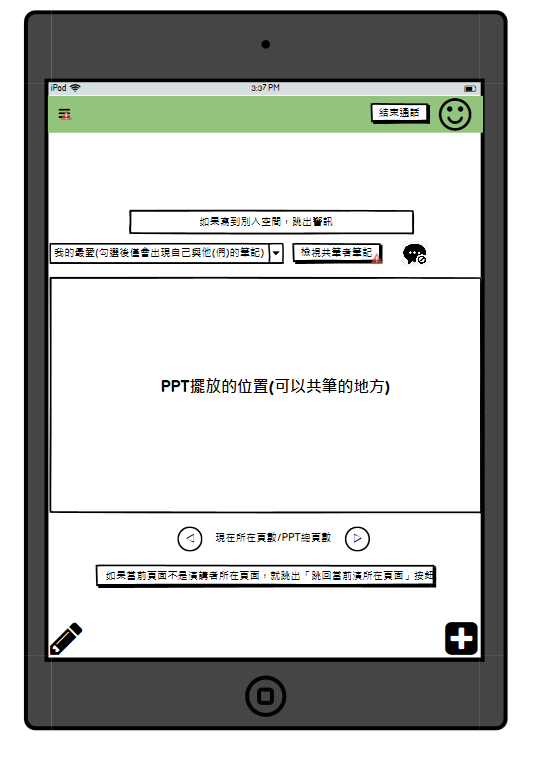 iPod
3:37 PM
結束通話
如果寫到別人空間，跳出警訊
我的最愛(勾選後僅會出現自己與他(們)的筆記)
檢視共筆者筆記
PPT擺放的位置(可以共筆的地方)
現在所在頁數/PPT總頁數
如果當前頁面不是演講者所在頁面，就跳出「跳回當前演所在頁面」按鈕